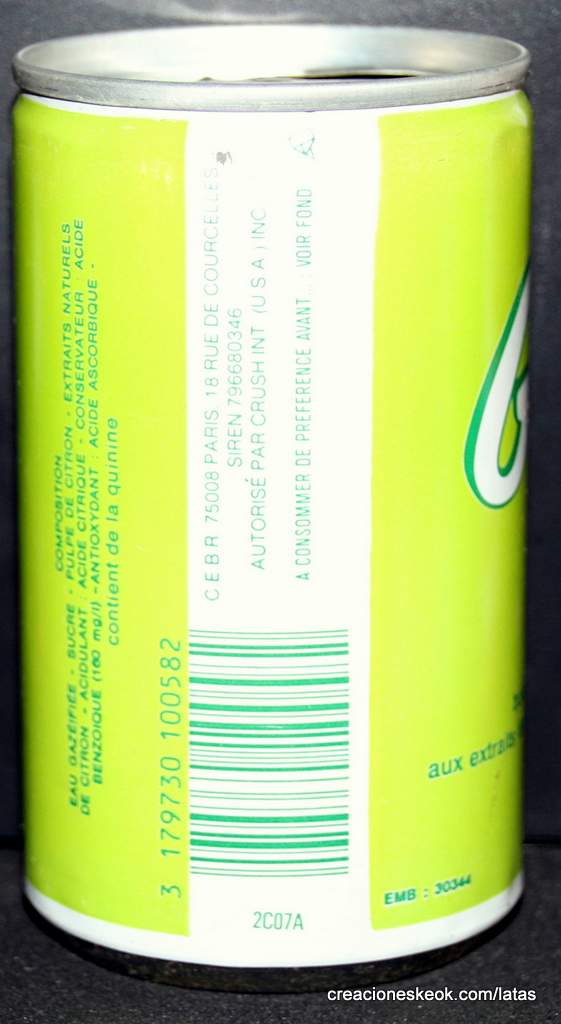 COMPOSITION
EAU GAZÉIFIÉE - SUCRE - PULPE DE CITRON - EXTRAITS NATURELS
DE CITRON - ACIDULANT : ACIDE CITRIQUE - CONSERVATEUR : ACIDE
BENZOIQUE (160 mg/l) - ANTIOXYDANT : ACIDE ASCORBIQUE -
contient de la quinine
3 179730 100582
C E B R 75008 PARIS 18 RUE DE COURCELLES
SIREN 796680346
AUTORISÉ PAR CRUSH INT (U S A) INC
A CONSOMMER DE PREFERENCE AVANT... VOIR FOND
2C07A
aux extraits
EMB : 30344
creacioneskeok.com/latas